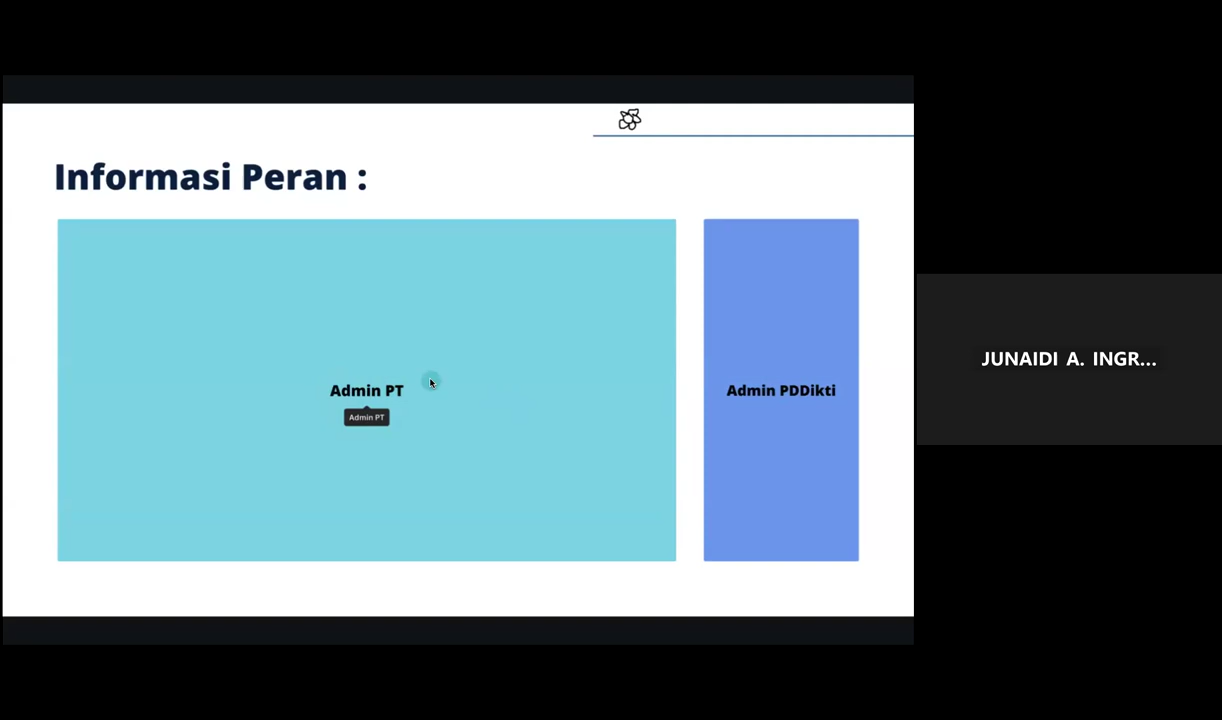 Informasi Peran :
Admin PT
Admin PT
Admin PDDikti
JUNAIDI A. INGR...